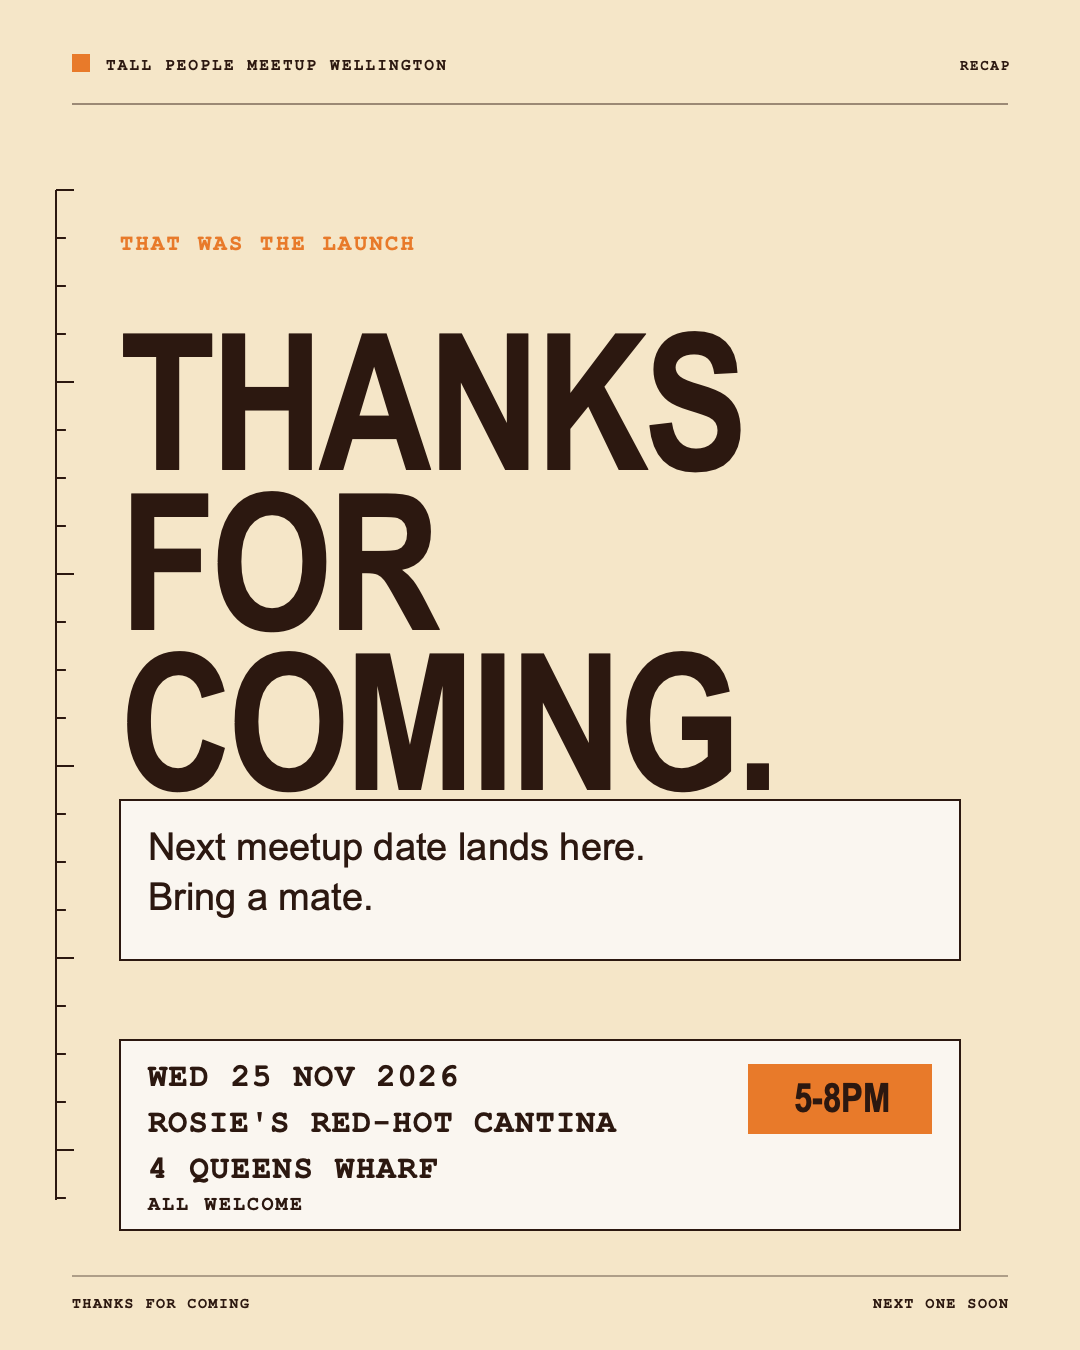 TALL PEOPLE MEETUP WELLINGTON
RECAP
THAT WAS THE LAUNCH
THANKS
FOR
COMING.
Next meetup date lands here.
Bring a mate.
WED 25 NOV 2026
5-8PM
ROSIE'S RED-HOT CANTINA
4 QUEENS WHARF
ALL WELCOME
THANKS FOR COMING
NEXT ONE SOON